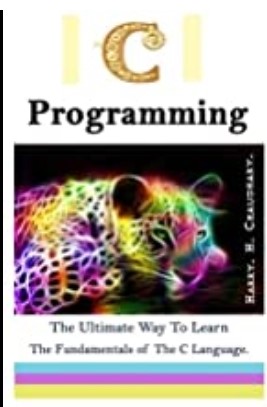 C
Programming
HARRY. H. CHAUDHARY.
The Ultimate Way To Learn
The Fundamentals of The C Language.